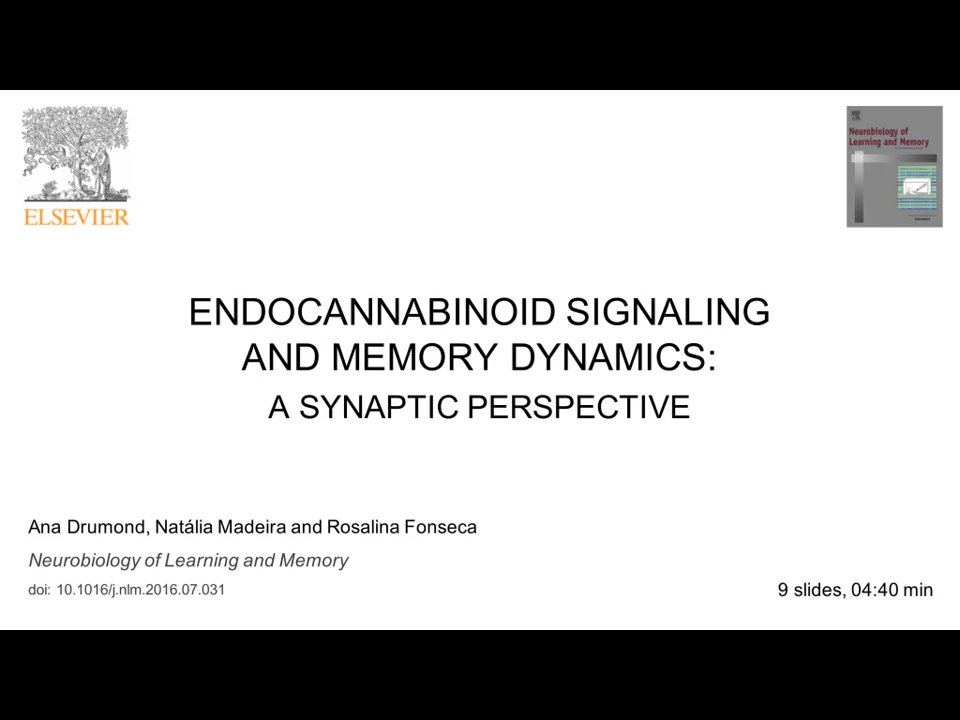 ELSEVIER
Neurobiology of
Learning and Memory
ENDOCANNABINOID SIGNALING
AND MEMORY DYNAMICS:
A SYNAPTIC PERSPECTIVE
Ana Drumond, Natália Madeira and Rosalina Fonseca
Neurobiology of Learning and Memory
doi: 10.1016/j.nlm.2016.07.031
9 slides, 04:40 min